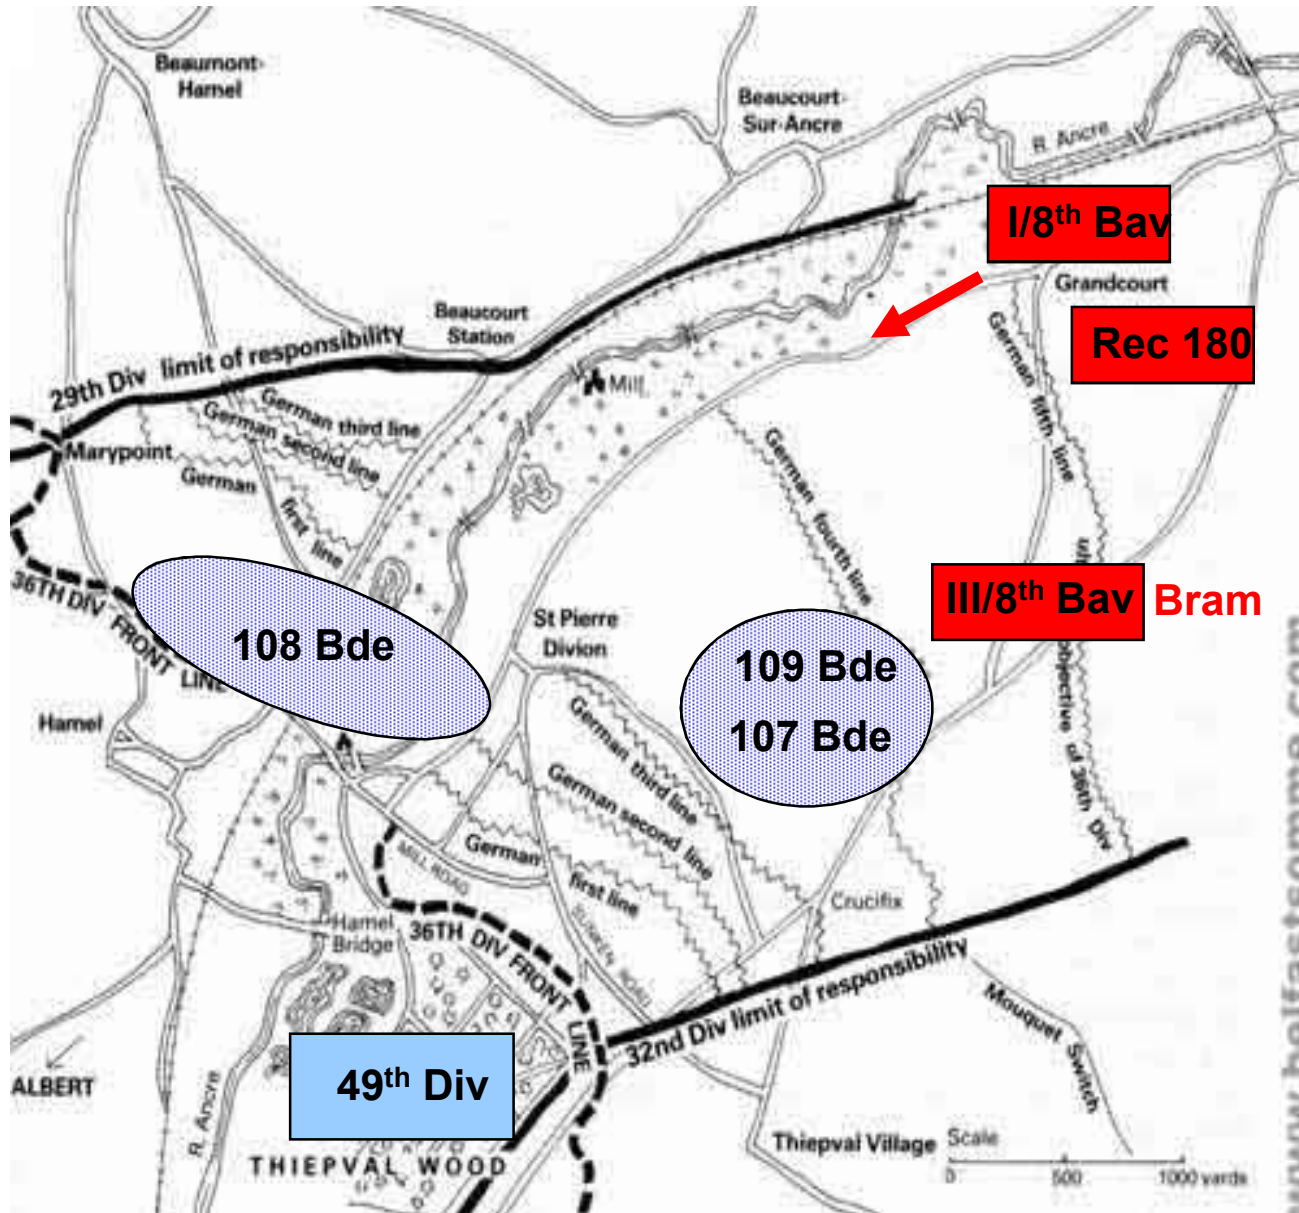 Beaumont-
Hamel
Beaucourt-
Sur-Ancre
R. Ancre
I/8th Bav
Grandcourt
Rec 180
Beaucourt
Station
29th Div limit of responsibility
Mill
German third line
German second line
German first line
Marypoint
German fourth line
German fifth line
objective of 36th Div
III/8th Bav
Bram
36TH DIV FRONT
LINE
108 Bde
St Pierre
Divion
109 Bde
107 Bde
Hamel
German third line
German second line
German first line
MILL ROAD
SUNKEN ROAD
Crucifix
Hamel
Bridge
36TH DIV FRONT LINE
32nd Div limit of responsibility
Mouquet Switch
49th Div
ALBERT
R. Ancre
THIEPVAL WOOD
Thiepval Village
Scale
0 500 1000 yards
www.belfastsomme.com